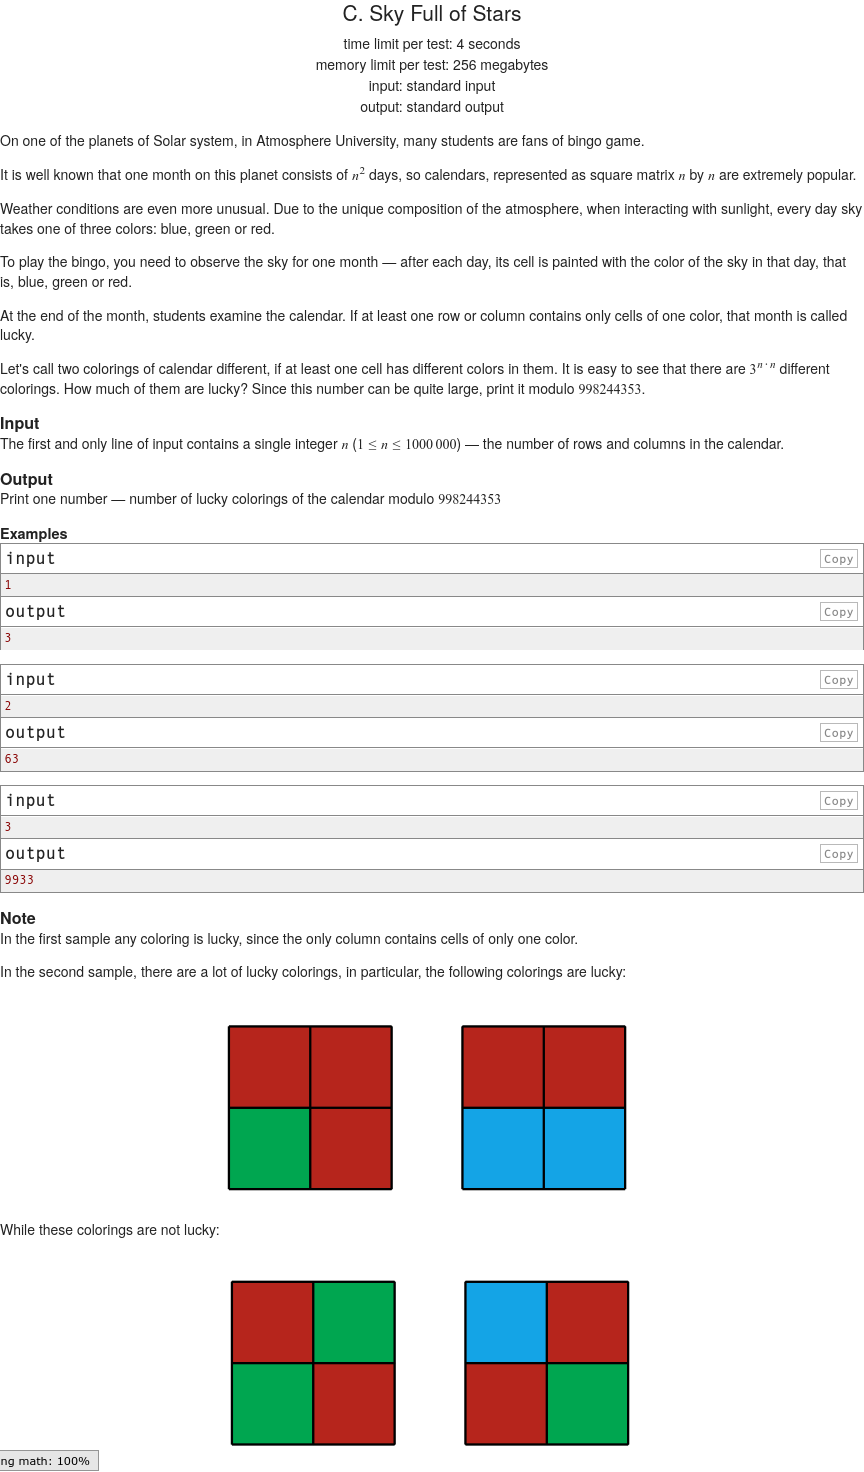 C. Sky Full of Stars
time limit per test: 4 seconds
memory limit per test: 256 megabytes
input: standard input
output: standard output
On one of the planets of Solar system, in Atmosphere University, many students are fans of bingo game.
It is well known that one month on this planet consists of n² days, so calendars, represented as square matrix n by n are extremely popular.
Weather conditions are even more unusual. Due to the unique composition of the atmosphere, when interacting with sunlight, every day sky
takes one of three colors: blue, green or red.
To play the bingo, you need to observe the sky for one month — after each day, its cell is painted with the color of the sky in that day, that
is, blue, green or red.
At the end of the month, students examine the calendar. If at least one row or column contains only cells of one color, that month is called
lucky.
Let's call two colorings of calendar different, if at least one cell has different colors in them. It is easy to see that there are 3ⁿ·ⁿ different
colorings. How much of them are lucky? Since this number can be quite large, print it modulo 998244353.
Input
The first and only line of input contains a single integer n (1 ≤ n ≤ 1000 000) — the number of rows and columns in the calendar.
Output
Print one number — number of lucky colorings of the calendar modulo 998244353
Examples
input Copy
1
output Copy
3
input Copy
2
output Copy
63
input Copy
3
output Copy
9933
Note
In the first sample any coloring is lucky, since the only column contains cells of only one color.
In the second sample, there are a lot of lucky colorings, in particular, the following colorings are lucky:
While these colorings are not lucky:
ng math: 100%